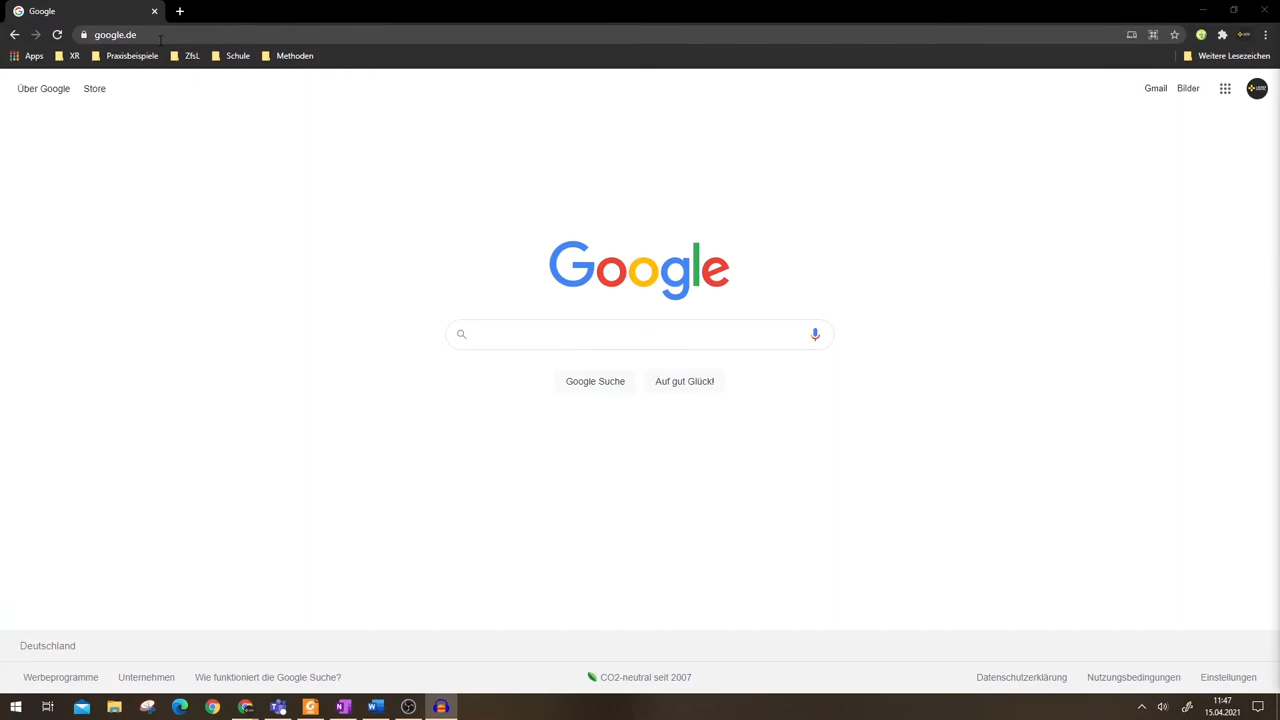 Google
google.de
Apps XR Praxisbeispiele ZfsL Schule Methoden Weitere Lesezeichen
Über Google Store Gmail Bilder
Google
Google Suche Auf gut Glück!
Deutschland
Werbeprogramme Unternehmen Wie funktioniert die Google Suche? CO2-neutral seit 2007 Datenschutzerklärung Nutzungsbedingungen Einstellungen
11:47
15.04.2021